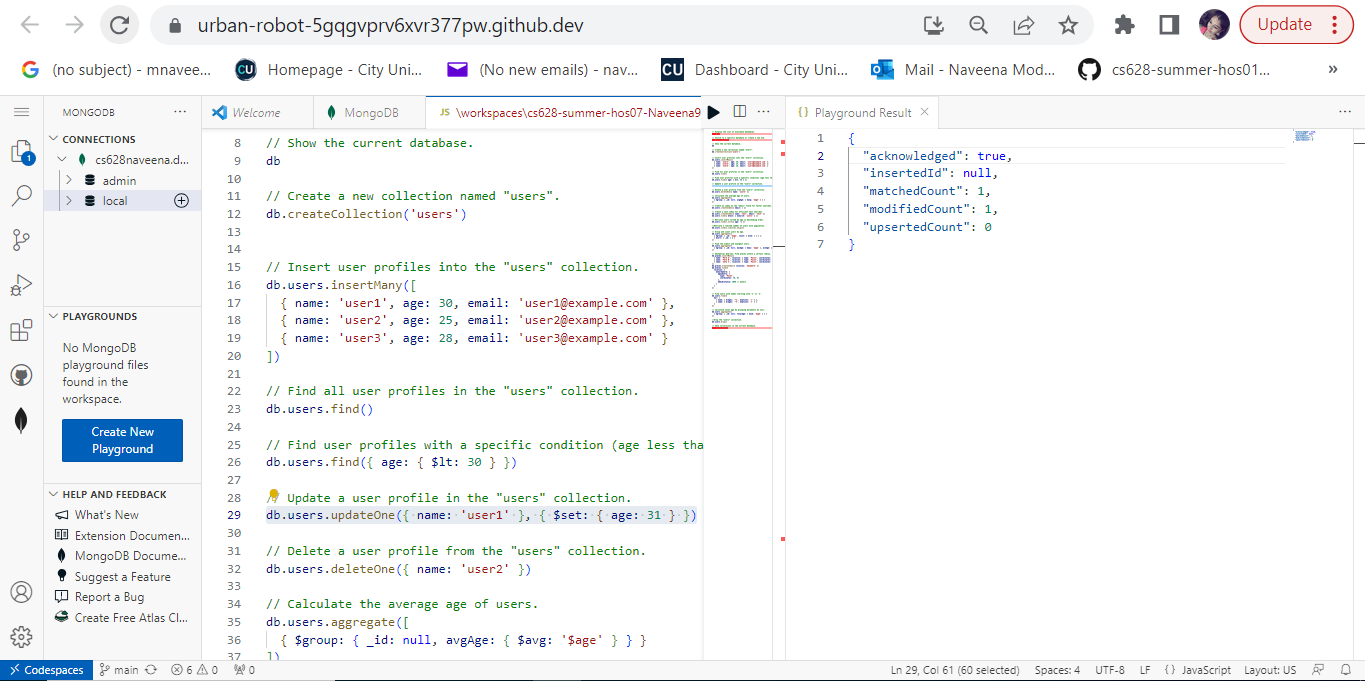 urban-robot-5gqgvprv6xvr377pw.github.dev
Update
(no subject) - mnavee...
Homepage - City Uni...
(No new emails) - nav...
Dashboard - City Uni...
Mail - Naveena Mod...
cs628-summer-hos01...
»
MONGODB
Welcome
MongoDB
JS \workspaces\cs628-summer-hos07-Naveena9
Playground Result
CONNECTIONS
cs628naveena.d...
admin
local
PLAYGROUNDS
No MongoDB
playground files
found in the
workspace.
Create New
Playground
HELP AND FEEDBACK
What's New
Extension Documen...
MongoDB Docume...
Suggest a Feature
Report a Bug
Create Free Atlas Cl...
8 // Show the current database.
9 db
10
11 // Create a new collection named "users".
12 db.createCollection('users')
13
14
15 // Insert user profiles into the "users" collection.
16 db.users.insertMany([
17 { name: 'user1', age: 30, email: 'user1@example.com' },
18 { name: 'user2', age: 25, email: 'user2@example.com' },
19 { name: 'user3', age: 28, email: 'user3@example.com' }
20 ])
21
22 // Find all user profiles in the "users" collection.
23 db.users.find()
24
25 // Find user profiles with a specific condition (age less tha
26 db.users.find({ age: { $lt: 30 } })
27
28 // Update a user profile in the "users" collection.
29 db.users.updateOne({ name: 'user1' }, { $set: { age: 31 } })
30
31 // Delete a user profile from the "users" collection.
32 db.users.deleteOne({ name: 'user2' })
33
34 // Calculate the average age of users.
35 db.users.aggregate([
36 { $group: { _id: null, avgAge: { $avg: '$age' } } }
37 ])
1 {
2 "acknowledged": true,
3 "insertedId": null,
4 "matchedCount": 1,
5 "modifiedCount": 1,
6 "upsertedCount": 0
7 }
1
Codespaces
main
6
0
0
Ln 29, Col 61 (60 selected)
Spaces: 4
UTF-8
LF
{ } JavaScript
Layout: US